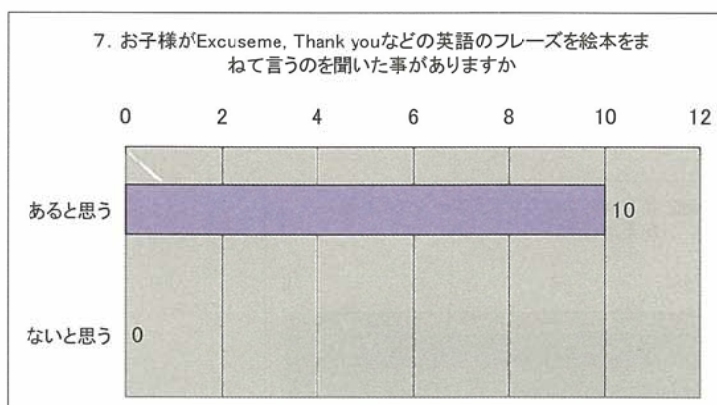 7. お子様がExcuseme, Thank youなどの英語のフレーズを絵本をま
ねて言うのを聞いた事がありますか
0 2 4 6 8 10 12
あると思う 10
ないと思う 0